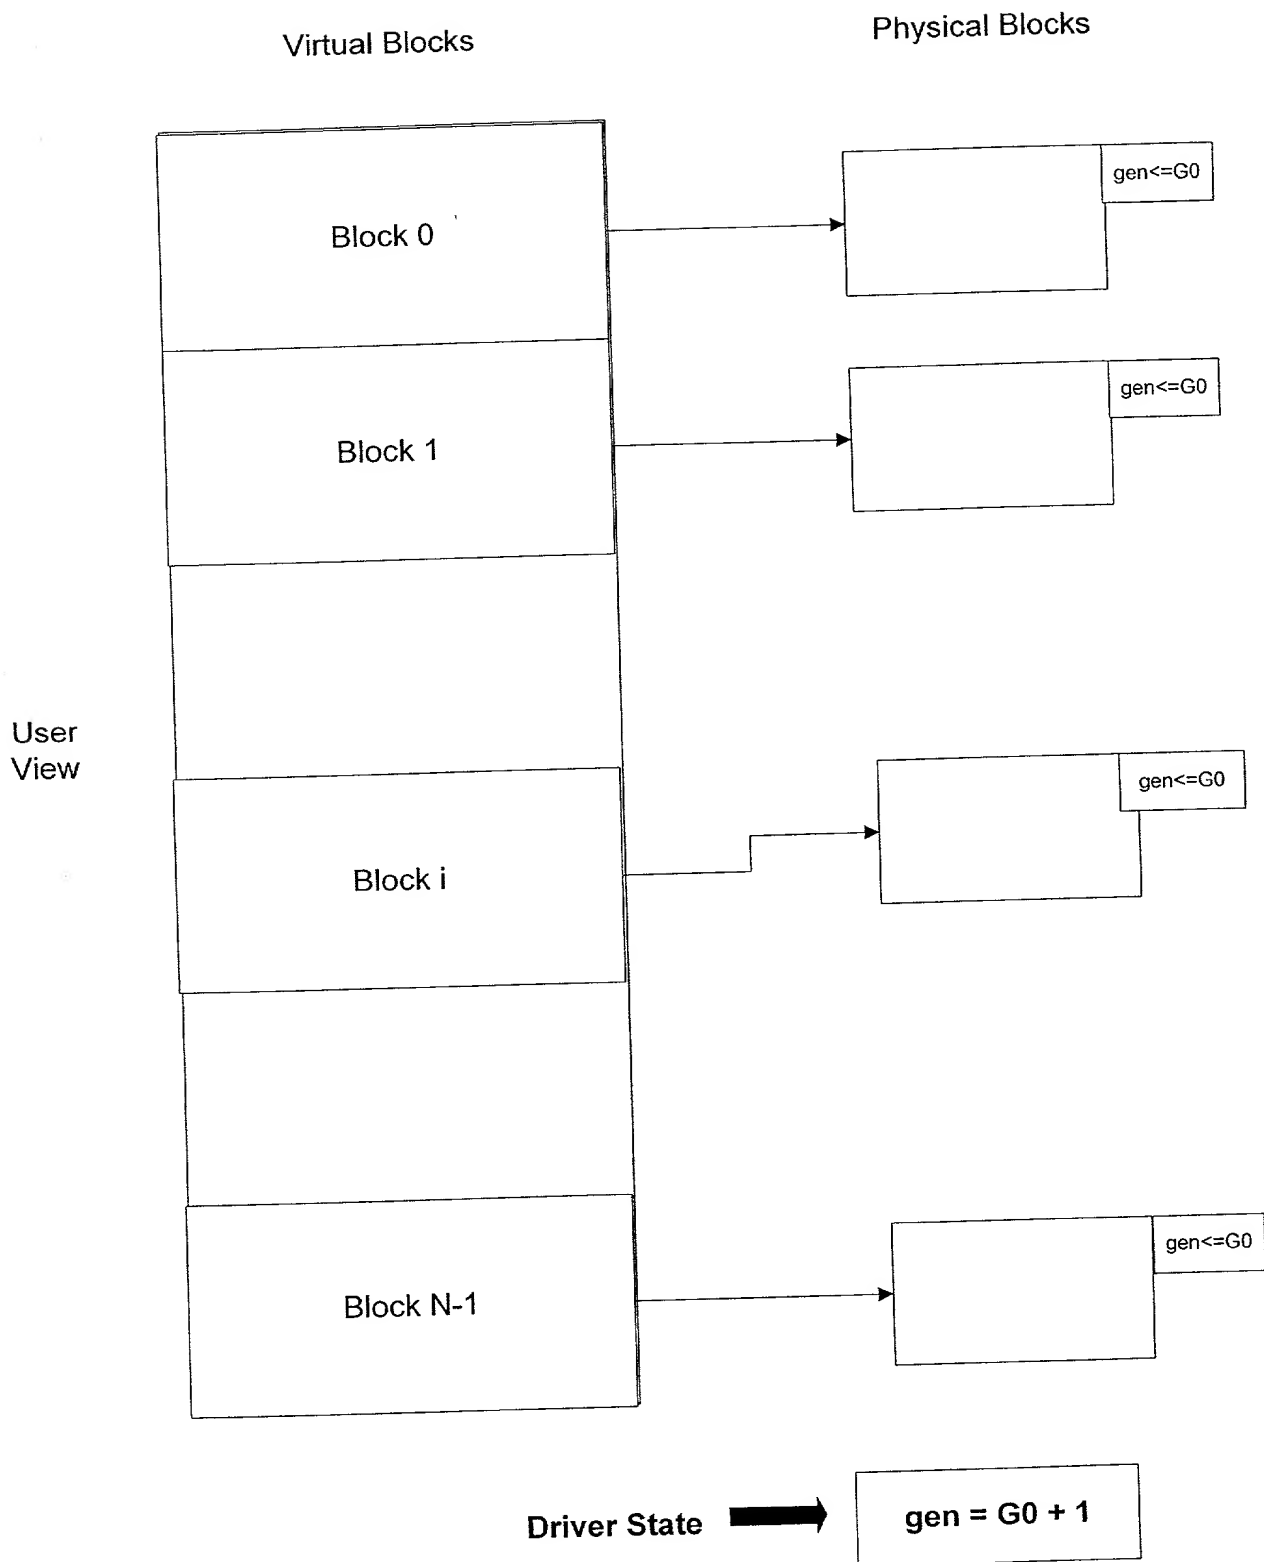 Virtual Blocks
Physical Blocks
gen<=G0
Block 0
gen<=G0
Block 1
User
View
gen<=G0
Block i
gen<=G0
Block N-1
Driver State
gen = G0 + 1